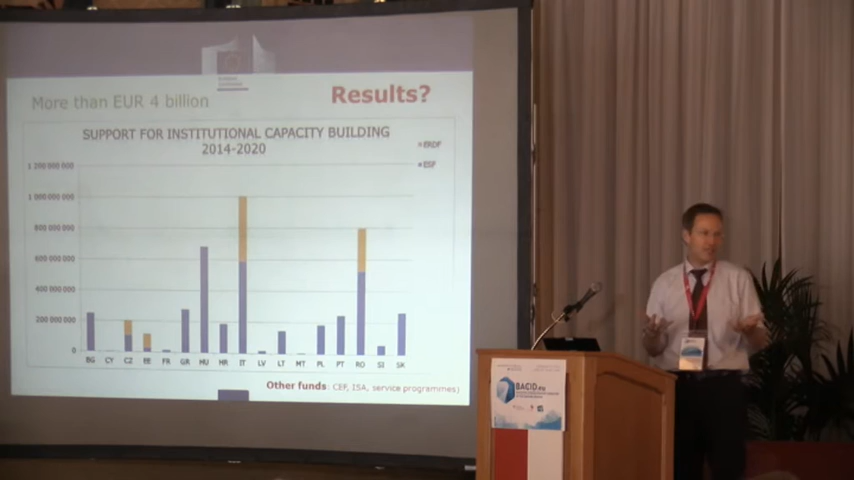 More than EUR 4 billion
Results?
SUPPORT FOR INSTITUTIONAL CAPACITY BUILDING
2014-2020
ERDF
ESF
1 200 000 000
1 000 000 000
800 000 000
600 000 000
400 000 000
200 000 000
0
BG CY CZ EE FR GR HU HR IT LV LT MT PL PT RO SI SK
Other funds: CEF, ISA, service programmes)
BACID.eu